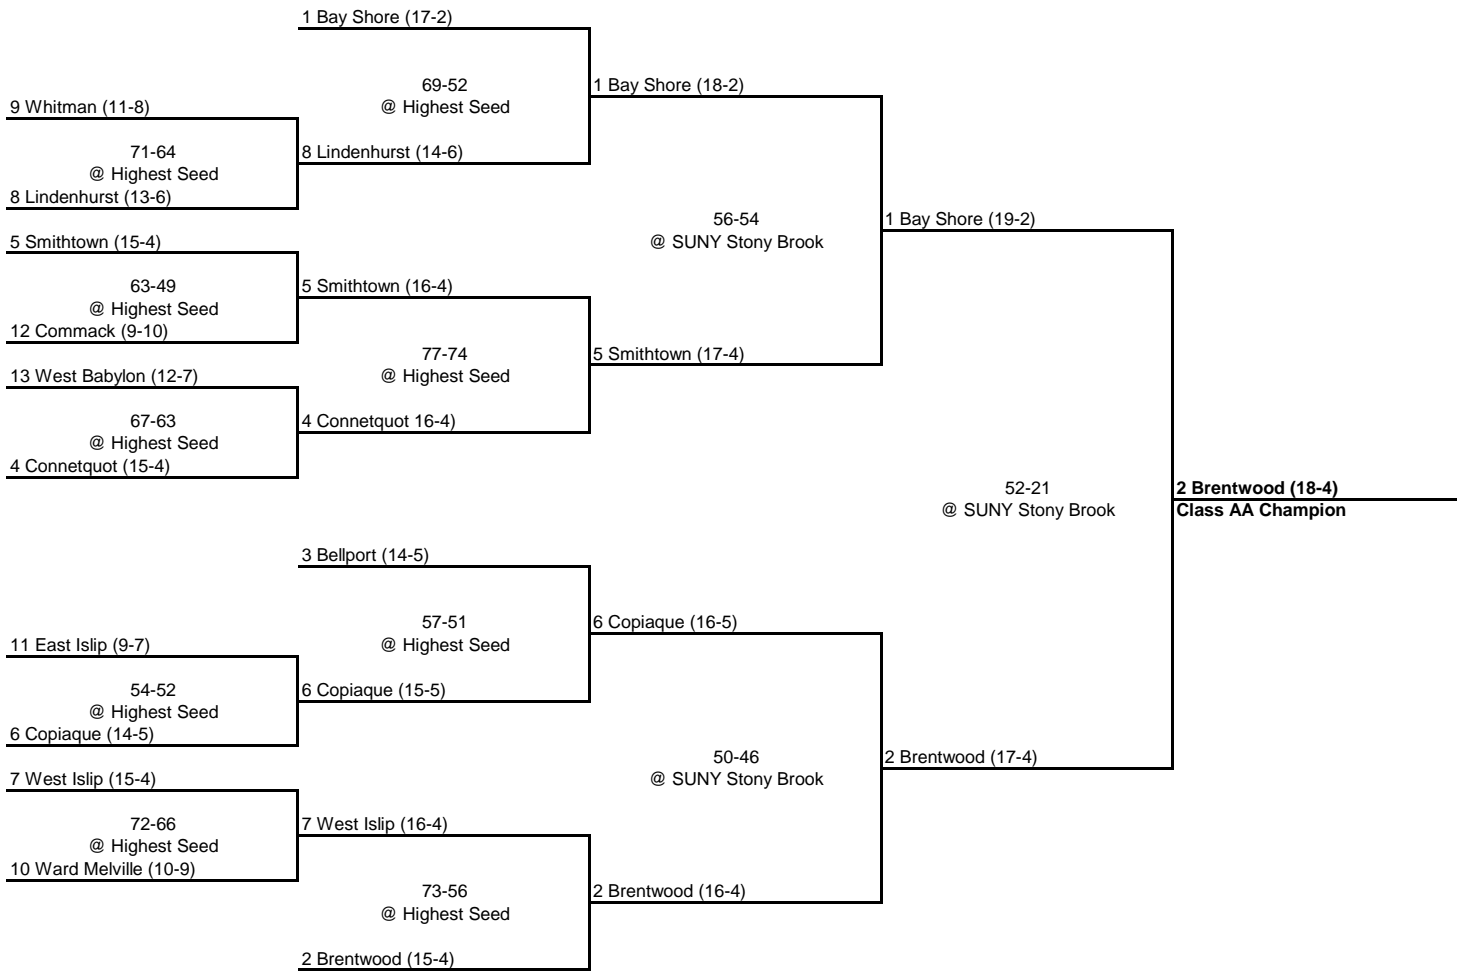 1 Bay Shore (17-2)
69-52
@ Highest Seed
1 Bay Shore (18-2)
9 Whitman (11-8)
71-64
@ Highest Seed
8 Lindenhurst (14-6)
8 Lindenhurst (13-6)
56-54
@ SUNY Stony Brook
1 Bay Shore (19-2)
5 Smithtown (15-4)
63-49
@ Highest Seed
5 Smithtown (16-4)
12 Commack (9-10)
77-74
@ Highest Seed
5 Smithtown (17-4)
13 West Babylon (12-7)
67-63
@ Highest Seed
4 Connetquot 16-4)
4 Connetquot (15-4)
52-21
@ SUNY Stony Brook
2 Brentwood (18-4)
Class AA Champion
3 Bellport (14-5)
57-51
@ Highest Seed
6 Copiaque (16-5)
11 East Islip (9-7)
54-52
@ Highest Seed
6 Copiaque (15-5)
6 Copiaque (14-5)
50-46
@ SUNY Stony Brook
2 Brentwood (17-4)
7 West Islip (15-4)
72-66
@ Highest Seed
7 West Islip (16-4)
10 Ward Melville (10-9)
73-56
@ Highest Seed
2 Brentwood (16-4)
2 Brentwood (15-4)